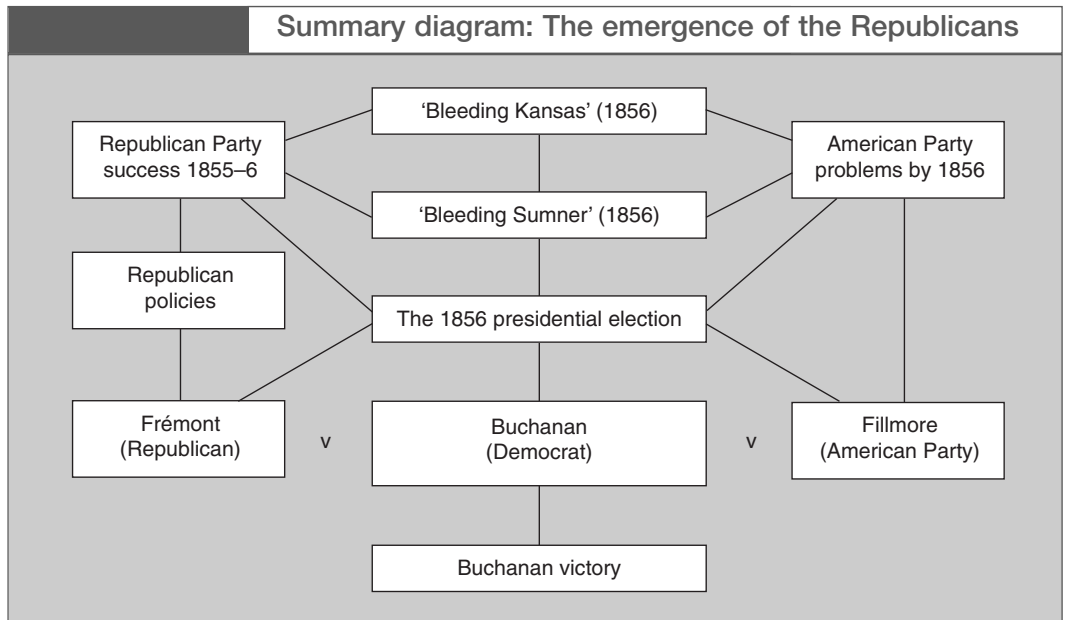 Summary diagram: The emergence of the Republicans
‘Bleeding Kansas’ (1856)
Republican Party
success 1855–6
American Party
problems by 1856
‘Bleeding Sumner’ (1856)
Republican
policies
The 1856 presidential election
Frémont
(Republican)
v
Buchanan
(Democrat)
v
Fillmore
(American Party)
Buchanan victory